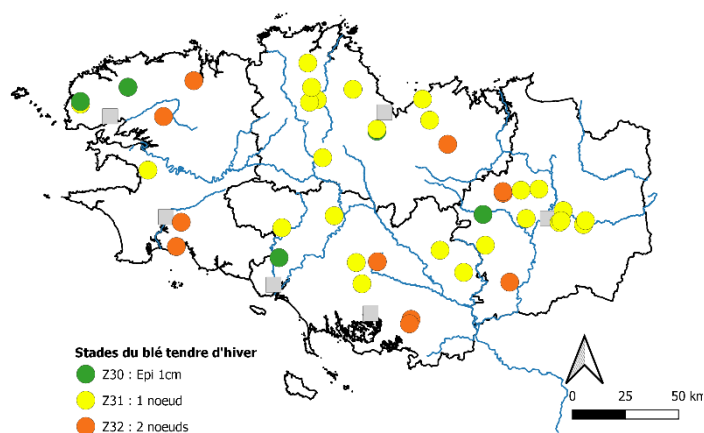 Stades du blé tendre d'hiver
Z30 : Epi 1cm
Z31 : 1 noeud
Z32 : 2 noeuds
0 25 50 km